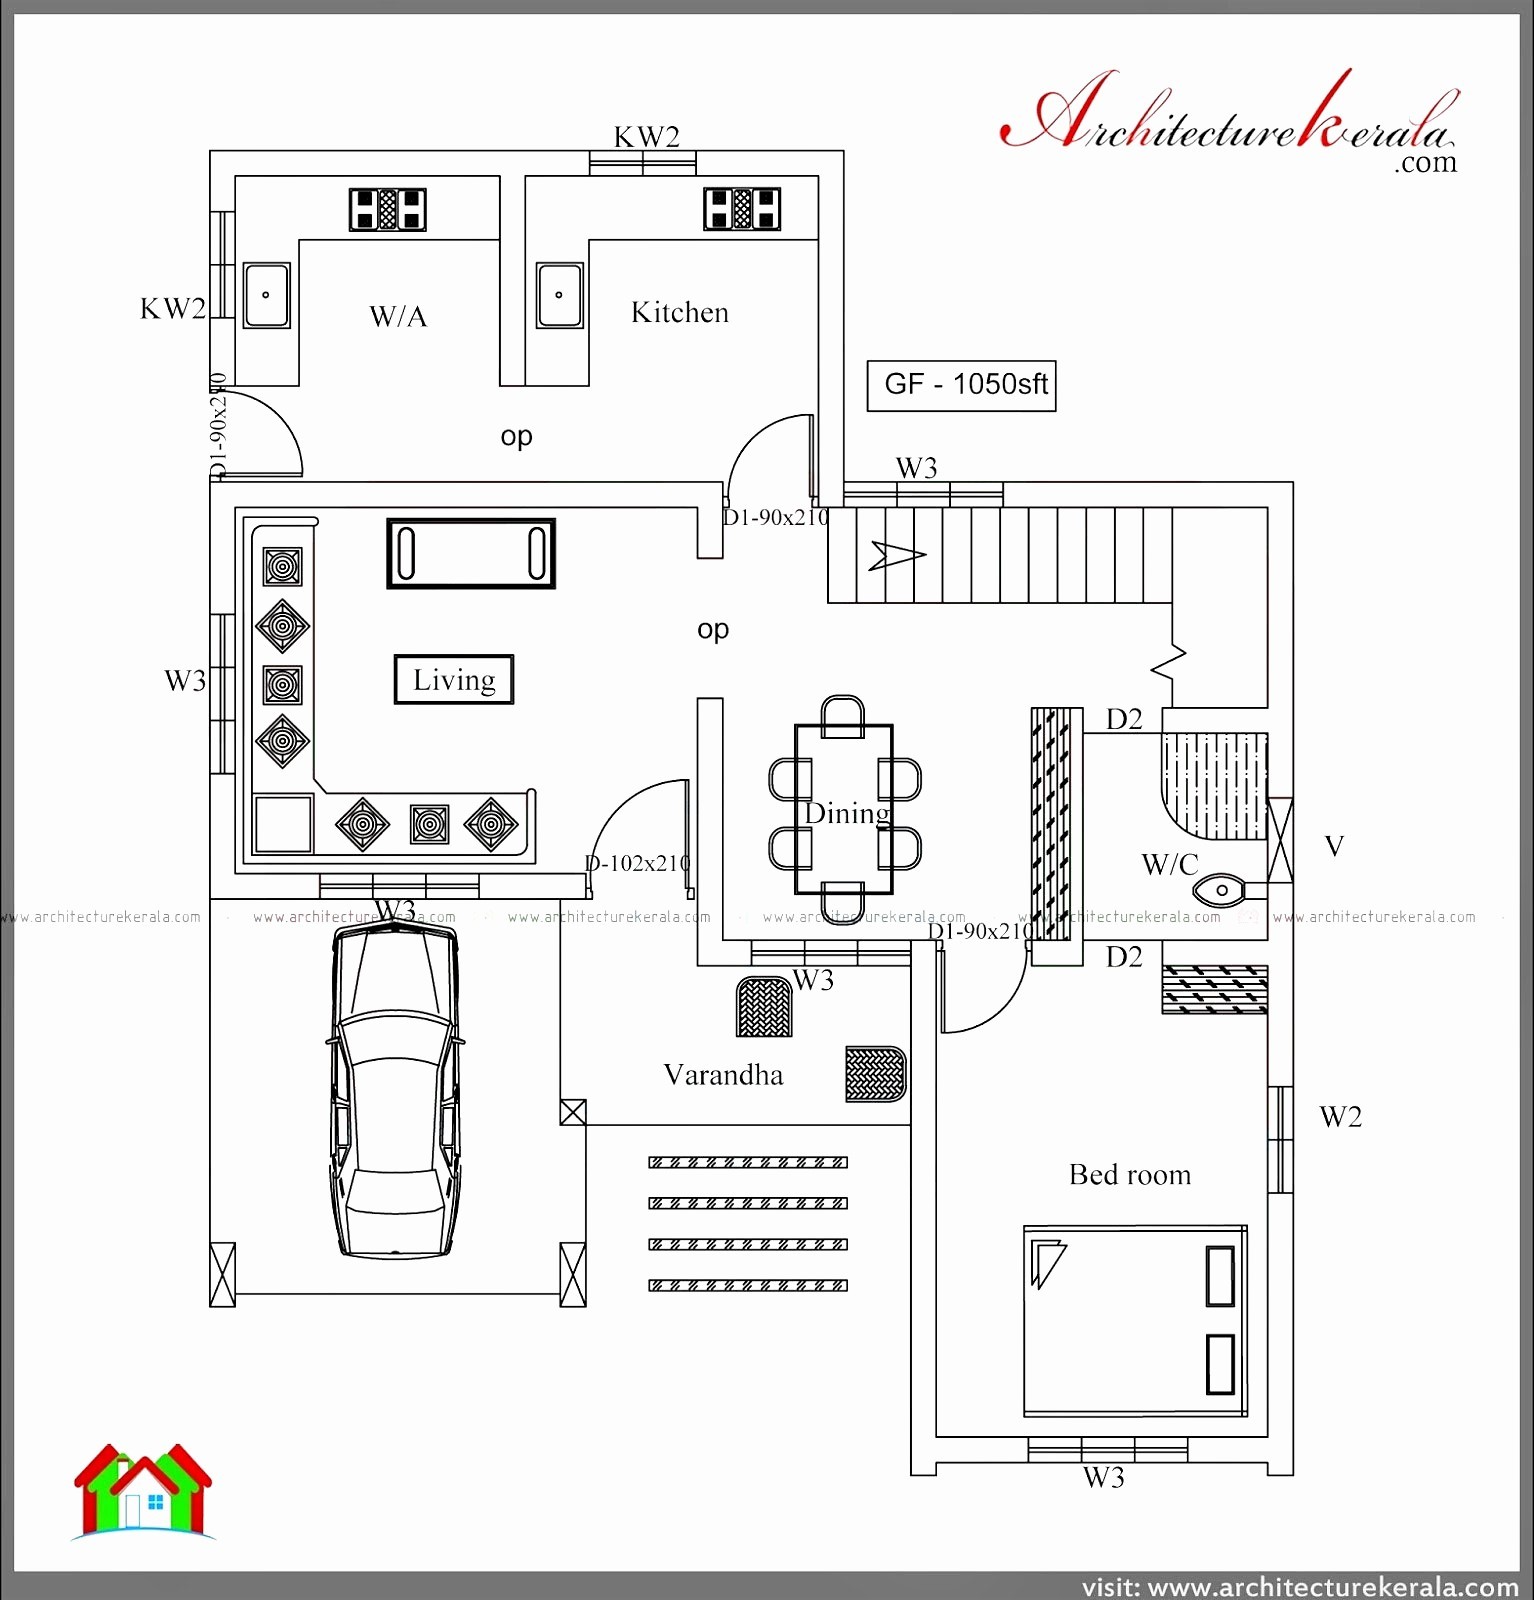 ArchitectureKerala
.com
KW2
KW2
W/A
Kitchen
GF - 1050sft
D1-90x210
op
W3
D1-90x210
op
W3
Living
D2
Dining
V
W/C
D-102x210
W3
www.architecturekerala.com www.architecturekerala.com www.architecturekerala.com www.architecturekerala.com www.architecturekerala.com www.architecturekerala.com
D1-90x210
D2
W3
Varandha
W2
Bed room
W3
visit: www.architecturekerala.com